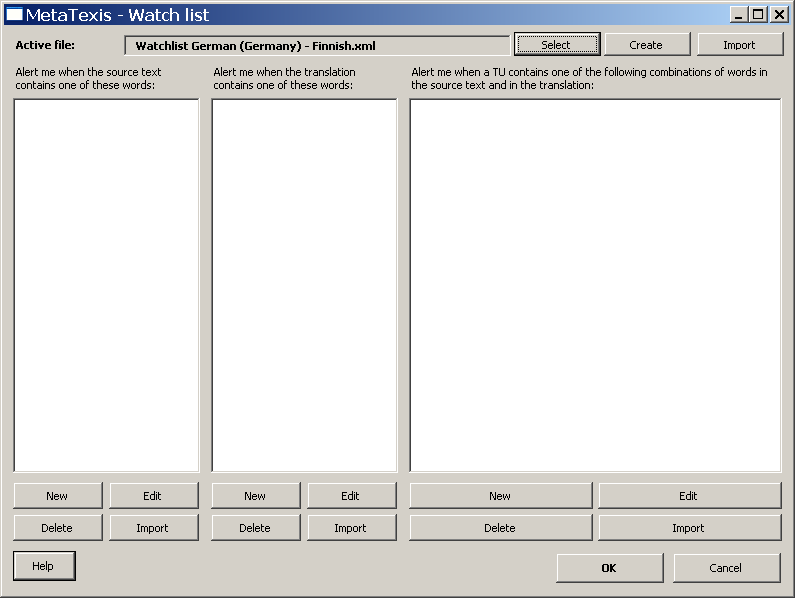 MetaTexis - Watch list
Active file: Watchlist German (Germany) - Finnish.xml Select Create Import
Alert me when the source text
contains one of these words:
Alert me when the translation
contains one of these words:
Alert me when a TU contains one of the following combinations of words in
the source text and in the translation:
New Edit New Edit New Edit
Delete Import Delete Import Delete Import
Help OK Cancel